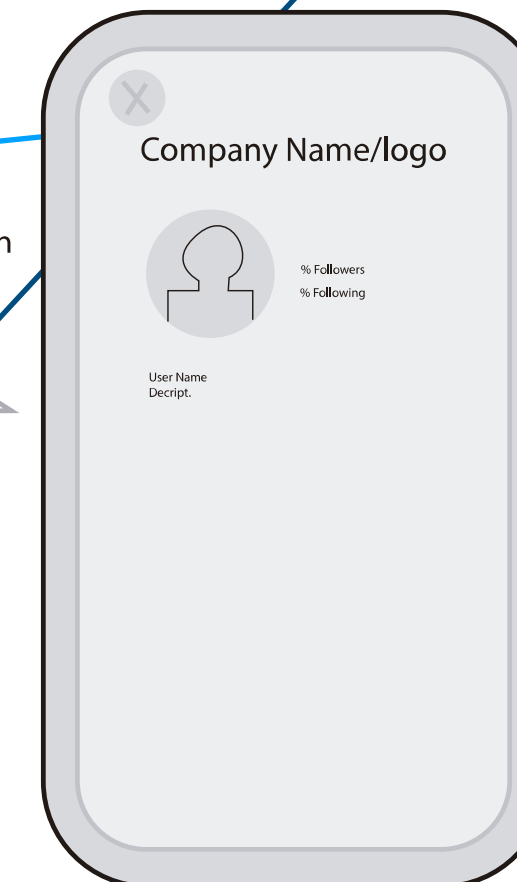 X
Company Name/logo
% Followers
% Following
User Name
Decript.